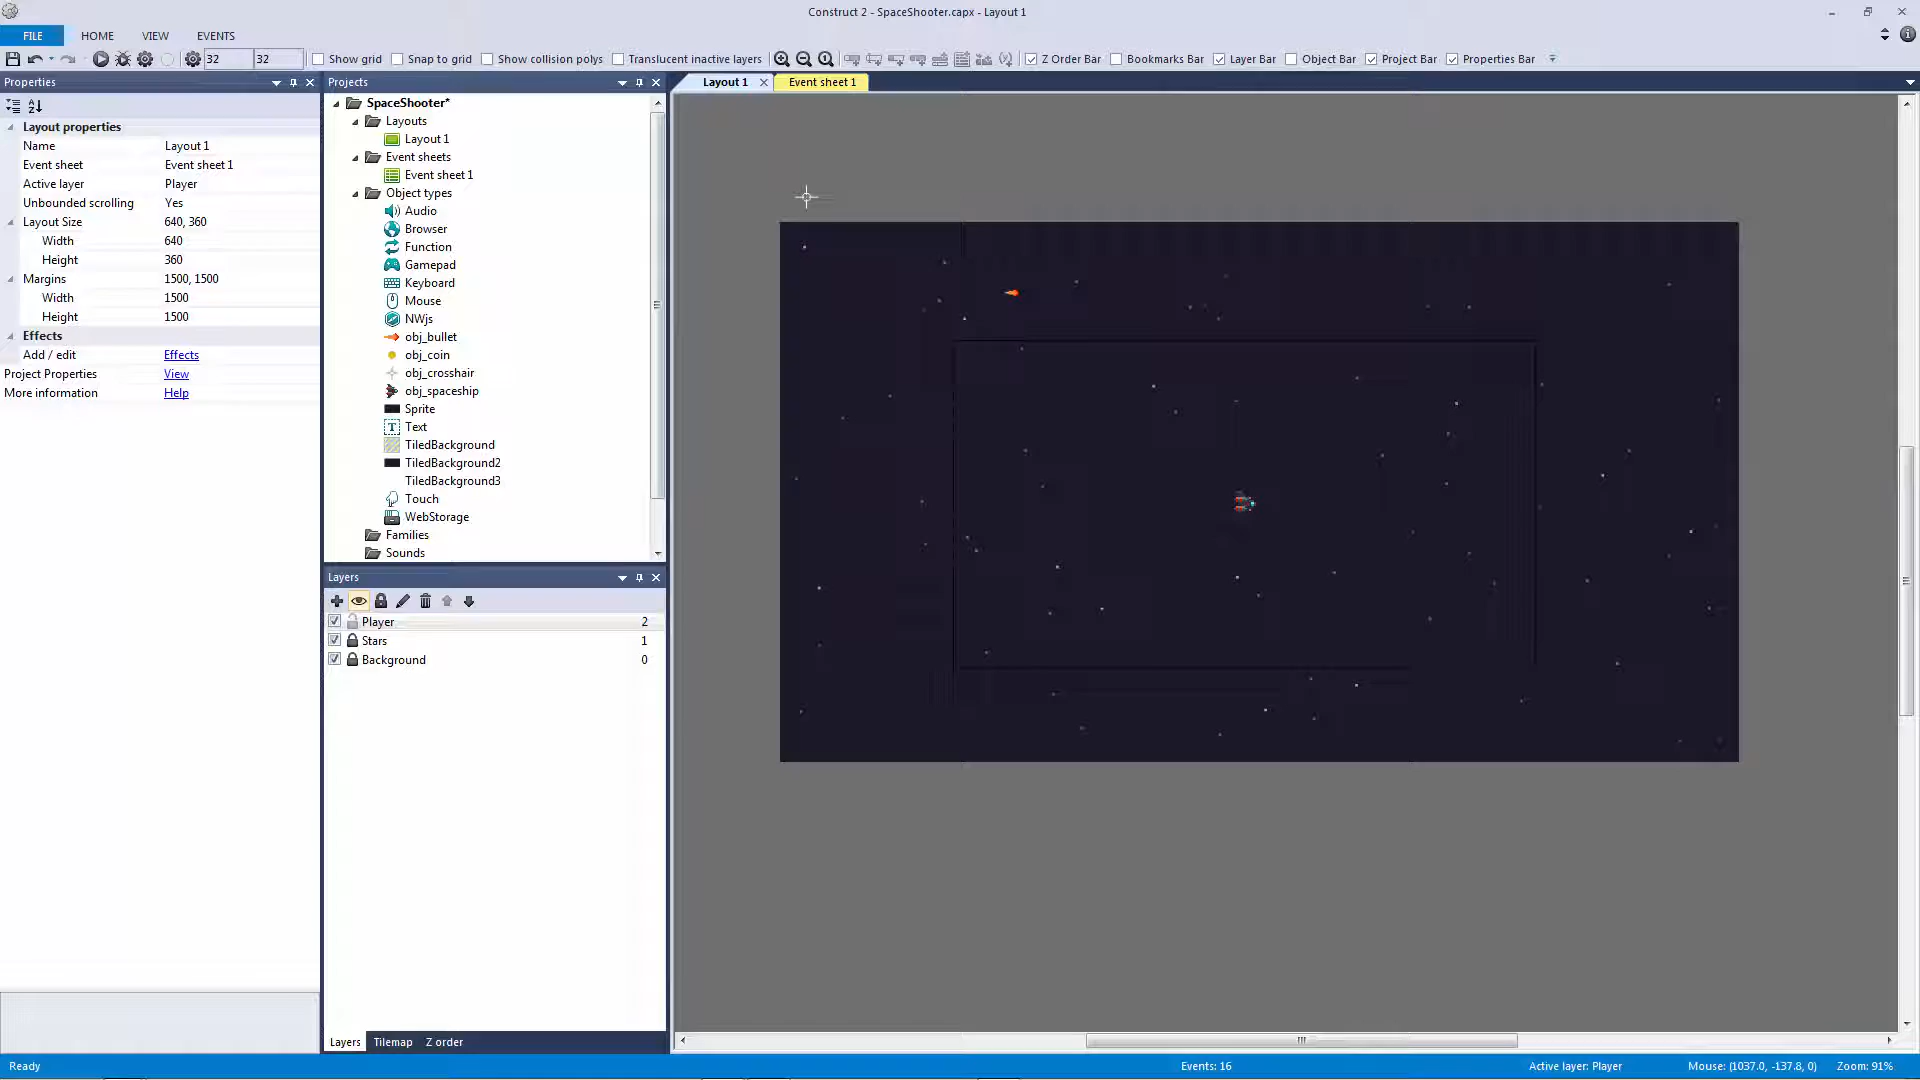 Construct 2 - SpaceShooter.capx - Layout 1
FILE HOME VIEW EVENTS
32 32 Show grid Snap to grid Show collision polys Translucent inactive layers Z Order Bar Bookmarks Bar Layer Bar Object Bar Project Bar Properties Bar
Properties
Layout properties
Name Layout 1
Event sheet Event sheet 1
Active layer Player
Unbounded scrolling Yes
Layout Size 640, 360
Width 640
Height 360
Margins 1500, 1500
Width 1500
Height 1500
Effects
Add / edit Effects
Project Properties View
More information Help
Projects
SpaceShooter*
Layouts
Layout 1
Event sheets
Event sheet 1
Object types
Audio
Browser
Function
Gamepad
Keyboard
Mouse
NWjs
obj_bullet
obj_coin
obj_crosshair
obj_spaceship
Sprite
Text
TiledBackground
TiledBackground2
TiledBackground3
Touch
WebStorage
Families
Sounds
Layers
Player 2
Stars 1
Background 0
Layers Tilemap Z order
Layout 1 Event sheet 1
Ready Events: 16 Active layer: Player Mouse: (1037.0, -137.8, 0) Zoom: 91%